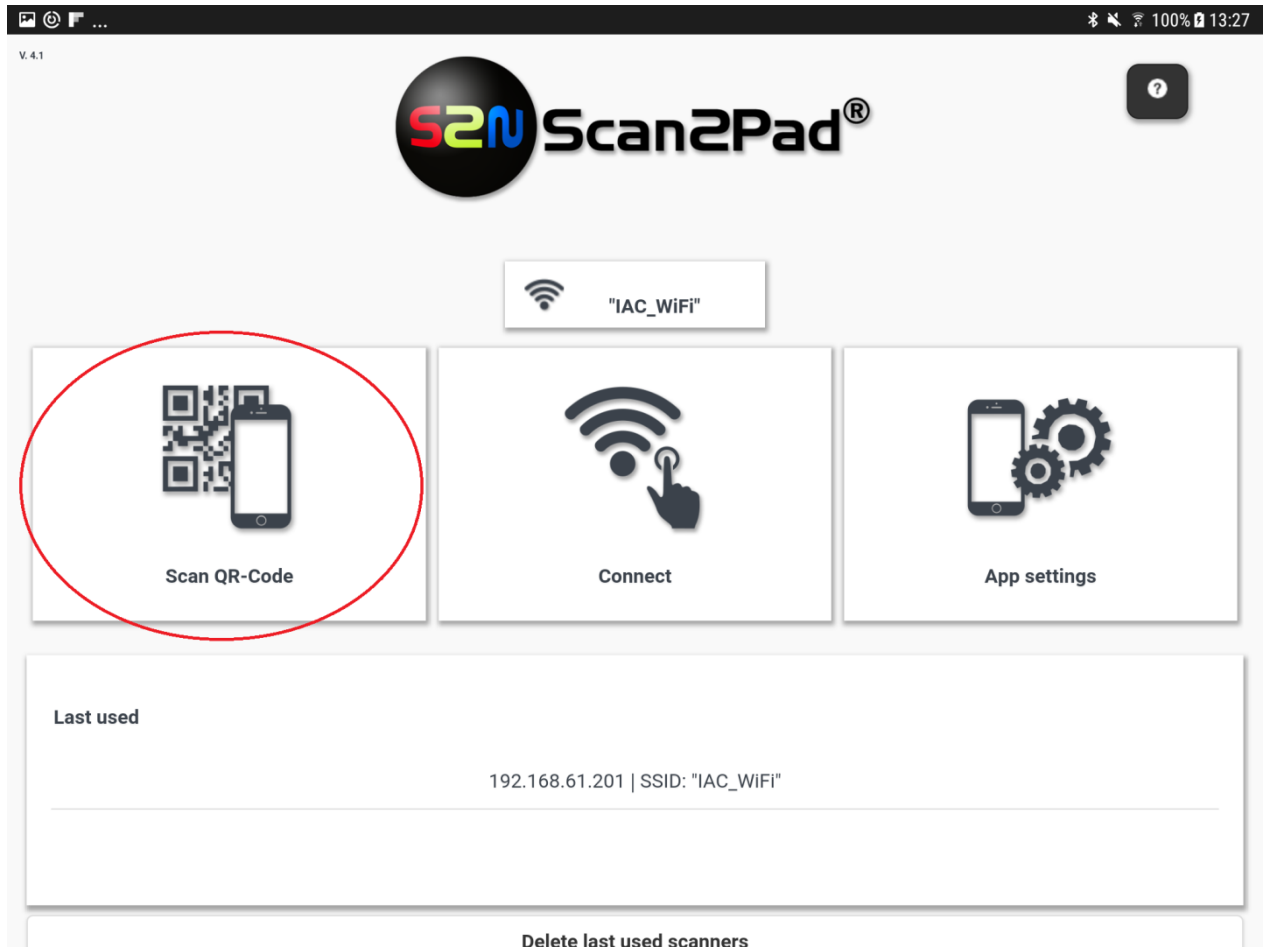 ... 100% 13:27
V. 4.1
S2N Scan2Pad®
?
"IAC_WiFi"
Scan QR-Code
Connect
App settings
Last used
192.168.61.201 | SSID: "IAC_WiFi"
Delete last used scanners